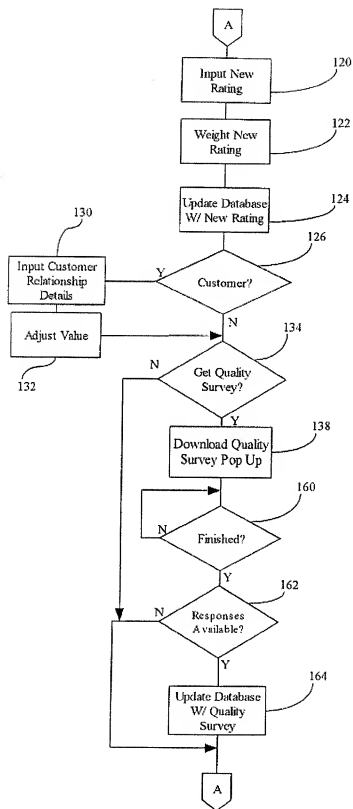 A
Input New
Rating
120
Weight New
Rating
122
Update Database
W/ New Rating
124
126
130
Input Customer
Relationship
Details
Y
Customer?
N
Adjust Value
132
134
N
Get Quality
Survey?
Y
Download Quality
Survey Pop Up
138
160
N
Finished?
Y
162
N
Responses
Available?
Y
164
Update Database
W/ Quality
Survey
A